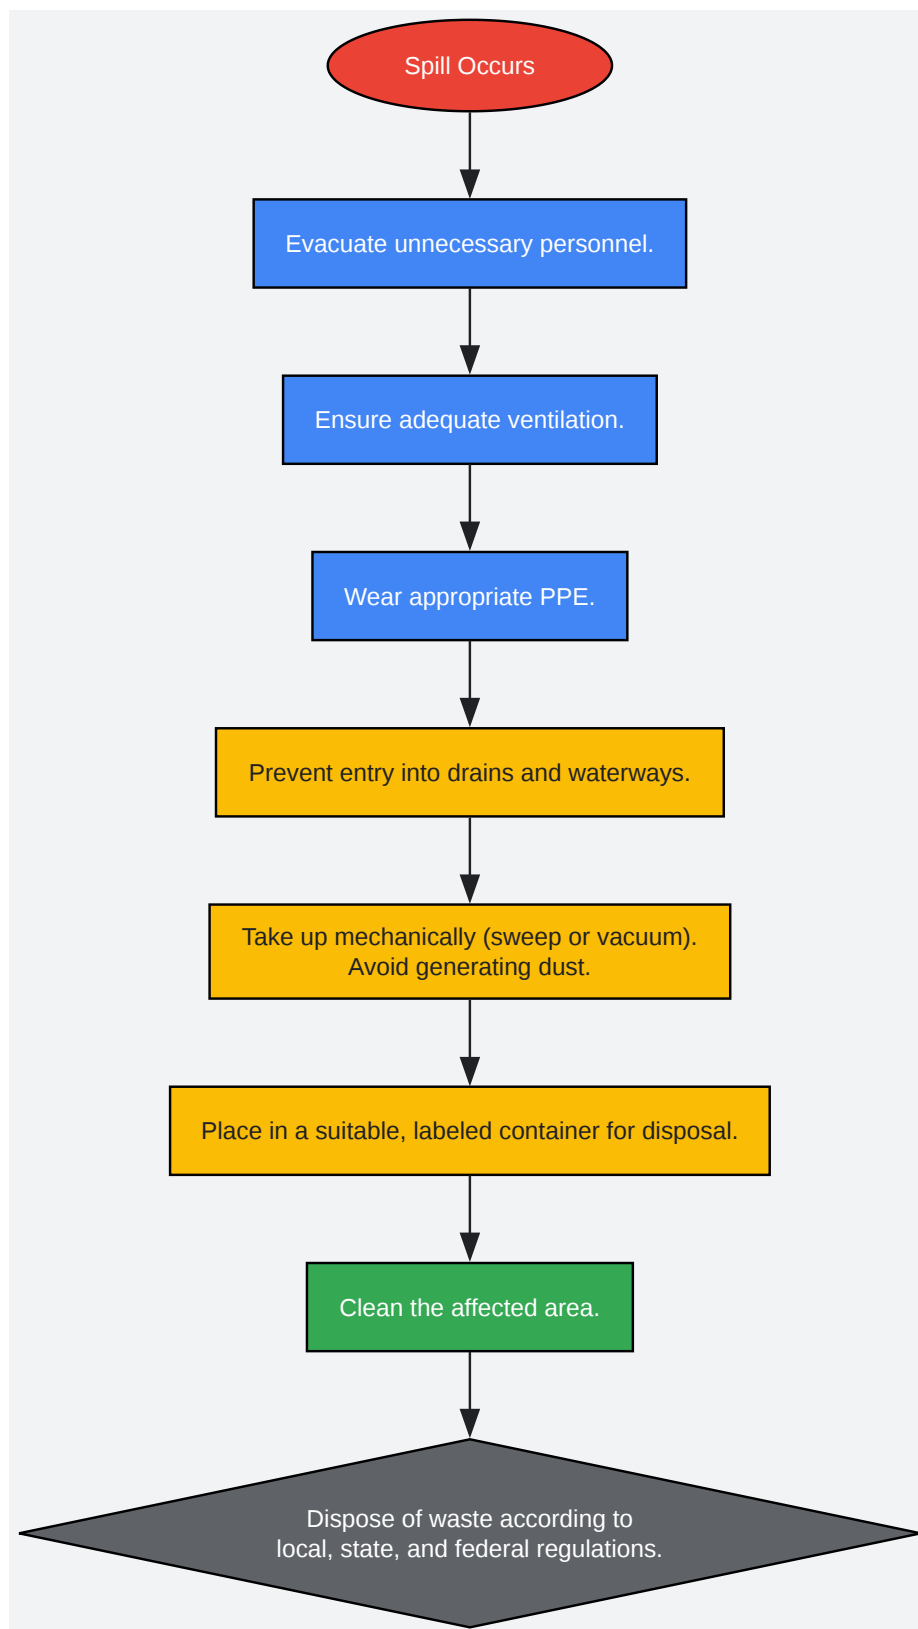 Spill Occurs
Evacuate unnecessary personnel.
Ensure adequate ventilation.
Wear appropriate PPE.
Prevent entry into drains and waterways.
Take up mechanically (sweep or vacuum).
Avoid generating dust.
Place in a suitable, labeled container for disposal.
Clean the affected area.
Dispose of waste according to
local, state, and federal regulations.